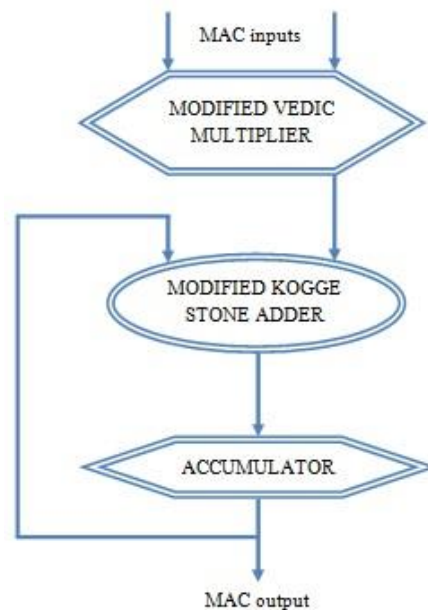 MAC inputs
MODIFIED VEDIC
MULTIPLIER
MODIFIED KOGGE
STONE ADDER
ACCUMULATOR
MAC output